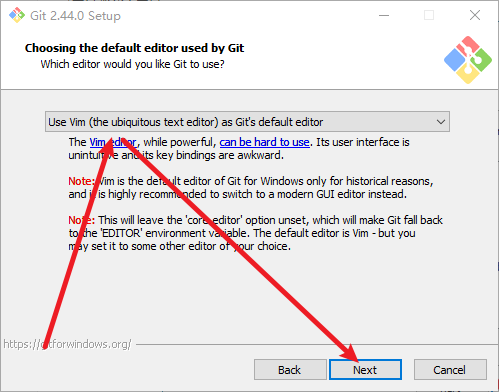 Git 2.44.0 Setup
Choosing the default editor used by Git
Which editor would you like Git to use?
Use Vim (the ubiquitous text editor) as Git's default editor
The Vim editor, while powerful, can be hard to use. Its user interface is
unintuitive and its key bindings are awkward.
Note: Vim is the default editor of Git for Windows only for historical reasons,
and it is highly recommended to switch to a modern GUI editor instead.
Note: This will leave the 'core.editor' option unset, which will make Git fall back
to the 'EDITOR' environment variable. The default editor is Vim - but you
may set it to some other editor of your choice.
https://gitforwindows.org/
Back
Next
Cancel